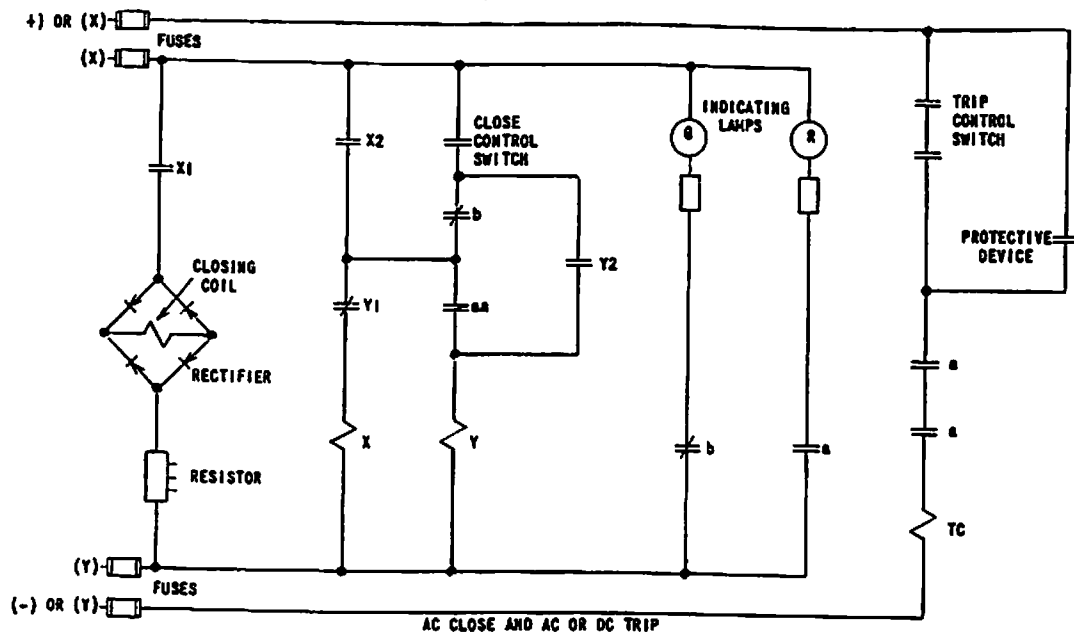 +) OR (X)
(X)
FUSES
X1
X2
CLOSE
CONTROL
SWITCH
INDICATING
LAMPS
G
R
TRIP
CONTROL
SWITCH
b
Y2
PROTECTIVE
DEVICE
CLOSING
COIL
Y1
aa
RECTIFIER
a
a
X
Y
b
a
RESISTOR
TC
(Y)
FUSES
(-) OR (Y)
AC CLOSE AND AC OR DC TRIP